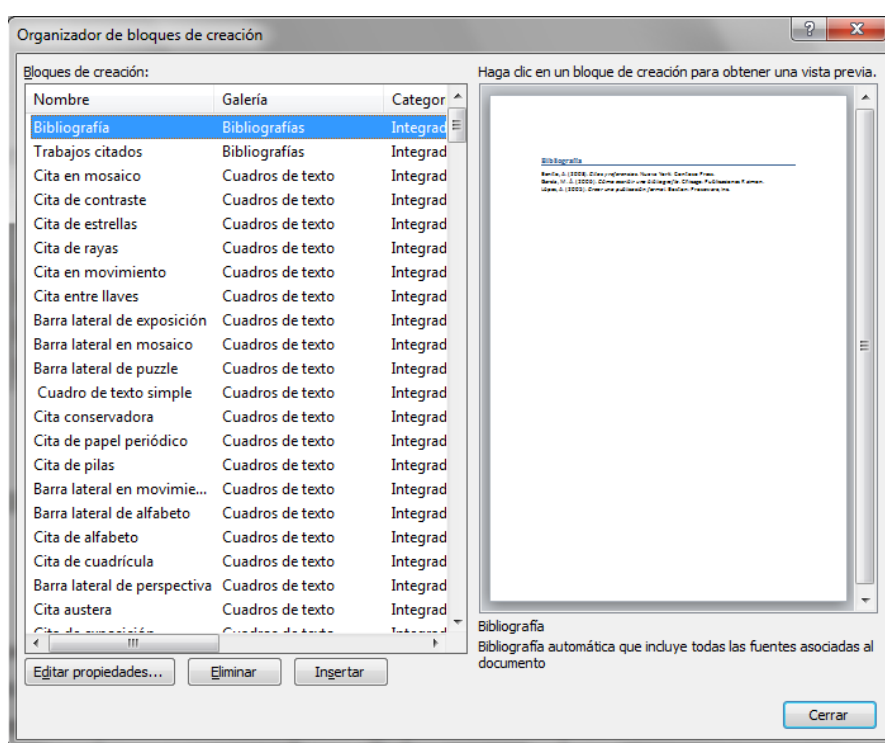 Organizador de bloques de creación
Bloques de creación:
Haga clic en un bloque de creación para obtener una vista previa.
Nombre Galería Categor
Bibliografía Bibliografías Integrad
Trabajos citados Bibliografías Integrad
Cita en mosaico Cuadros de texto Integrad
Cita de contraste Cuadros de texto Integrad
Cita de estrellas Cuadros de texto Integrad
Cita de rayas Cuadros de texto Integrad
Cita en movimiento Cuadros de texto Integrad
Cita entre llaves Cuadros de texto Integrad
Barra lateral de exposición Cuadros de texto Integrad
Barra lateral en mosaico Cuadros de texto Integrad
Barra lateral de puzzle Cuadros de texto Integrad
Cuadro de texto simple Cuadros de texto Integrad
Cita conservadora Cuadros de texto Integrad
Cita de papel periódico Cuadros de texto Integrad
Cita de pilas Cuadros de texto Integrad
Barra lateral en movimie... Cuadros de texto Integrad
Barra lateral de alfabeto Cuadros de texto Integrad
Cita de alfabeto Cuadros de texto Integrad
Cita de cuadrícula Cuadros de texto Integrad
Barra lateral de perspectiva Cuadros de texto Integrad
Cita austera Cuadros de texto Integrad
Cita de exposición Cuadros de texto Integrad
Editar propiedades... Eliminar Insertar
Bibliografía
Bibliografía
Bibliografía automática que incluye todas las fuentes asociadas al
documento
Cerrar